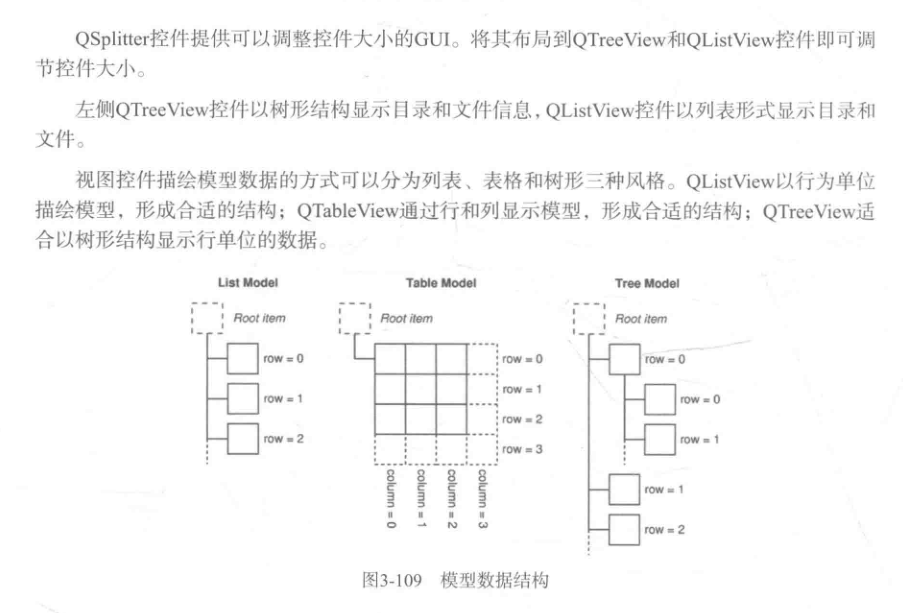 QSplitter控件提供可以调整控件大小的GUI。将其布局到QTreeView和QListView控件即可调
节控件大小。
左侧QTreeView控件以树形结构显示目录和文件信息，QListView控件以列表形式显示目录和
文件。
视图控件描绘模型数据的方式可以分为列表、表格和树形三种风格。QListView以行为单位
描绘模型，形成合适的结构；QTableView通过行和列显示模型，形成合适的结构；QTreeView适
合以树形结构显示行单位的数据。
List Model
Root item
row = 0
row = 1
row = 2
Table Model
Root item
row = 0
row = 1
row = 2
row = 3
column = 0
column = 1
column = 2
column = 3
Tree Model
Root item
row = 0
row = 0
row = 1
row = 1
row = 2
图3-109 模型数据结构